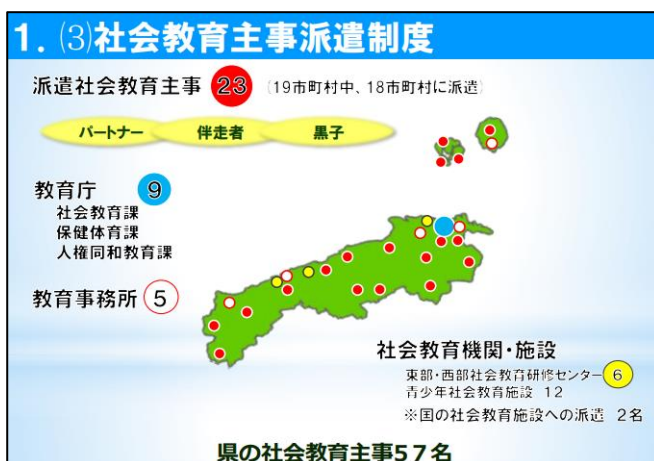 1. ⑶社会教育主事派遣制度
派遣社会教育主事 23 (19市町村中、18市町村に派遣)
パートナー 伴走者 黒子
教育庁 9
社会教育課
保健体育課
人権同和教育課
教育事務所 5
社会教育機関・施設
東部・西部社会教育研修センター 6
青少年社会教育施設 12
※国の社会教育施設への派遣 2名
県の社会教育主事57名